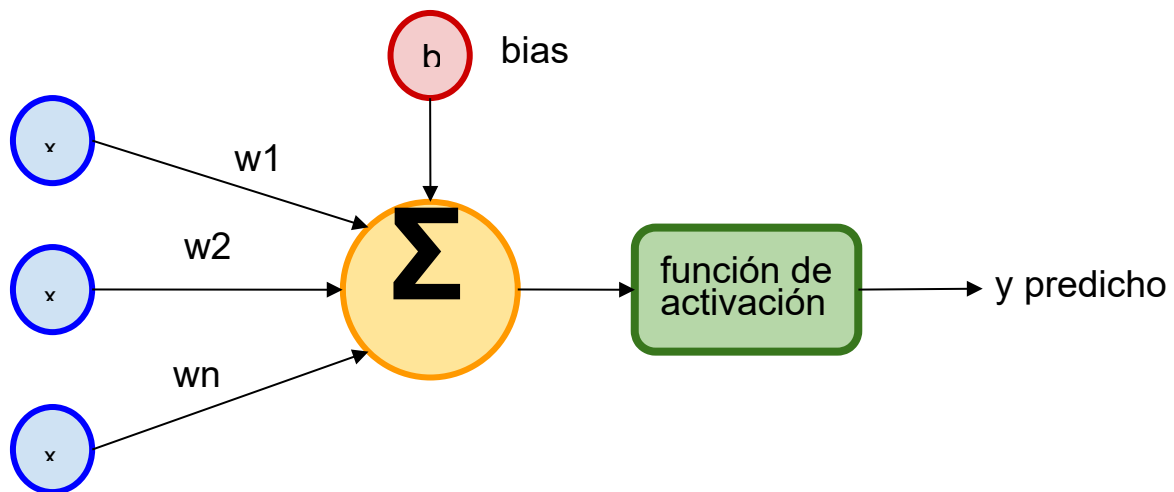 b
bias
x
w1
Σ
w2
x
función de
activación
y predicho
wn
x